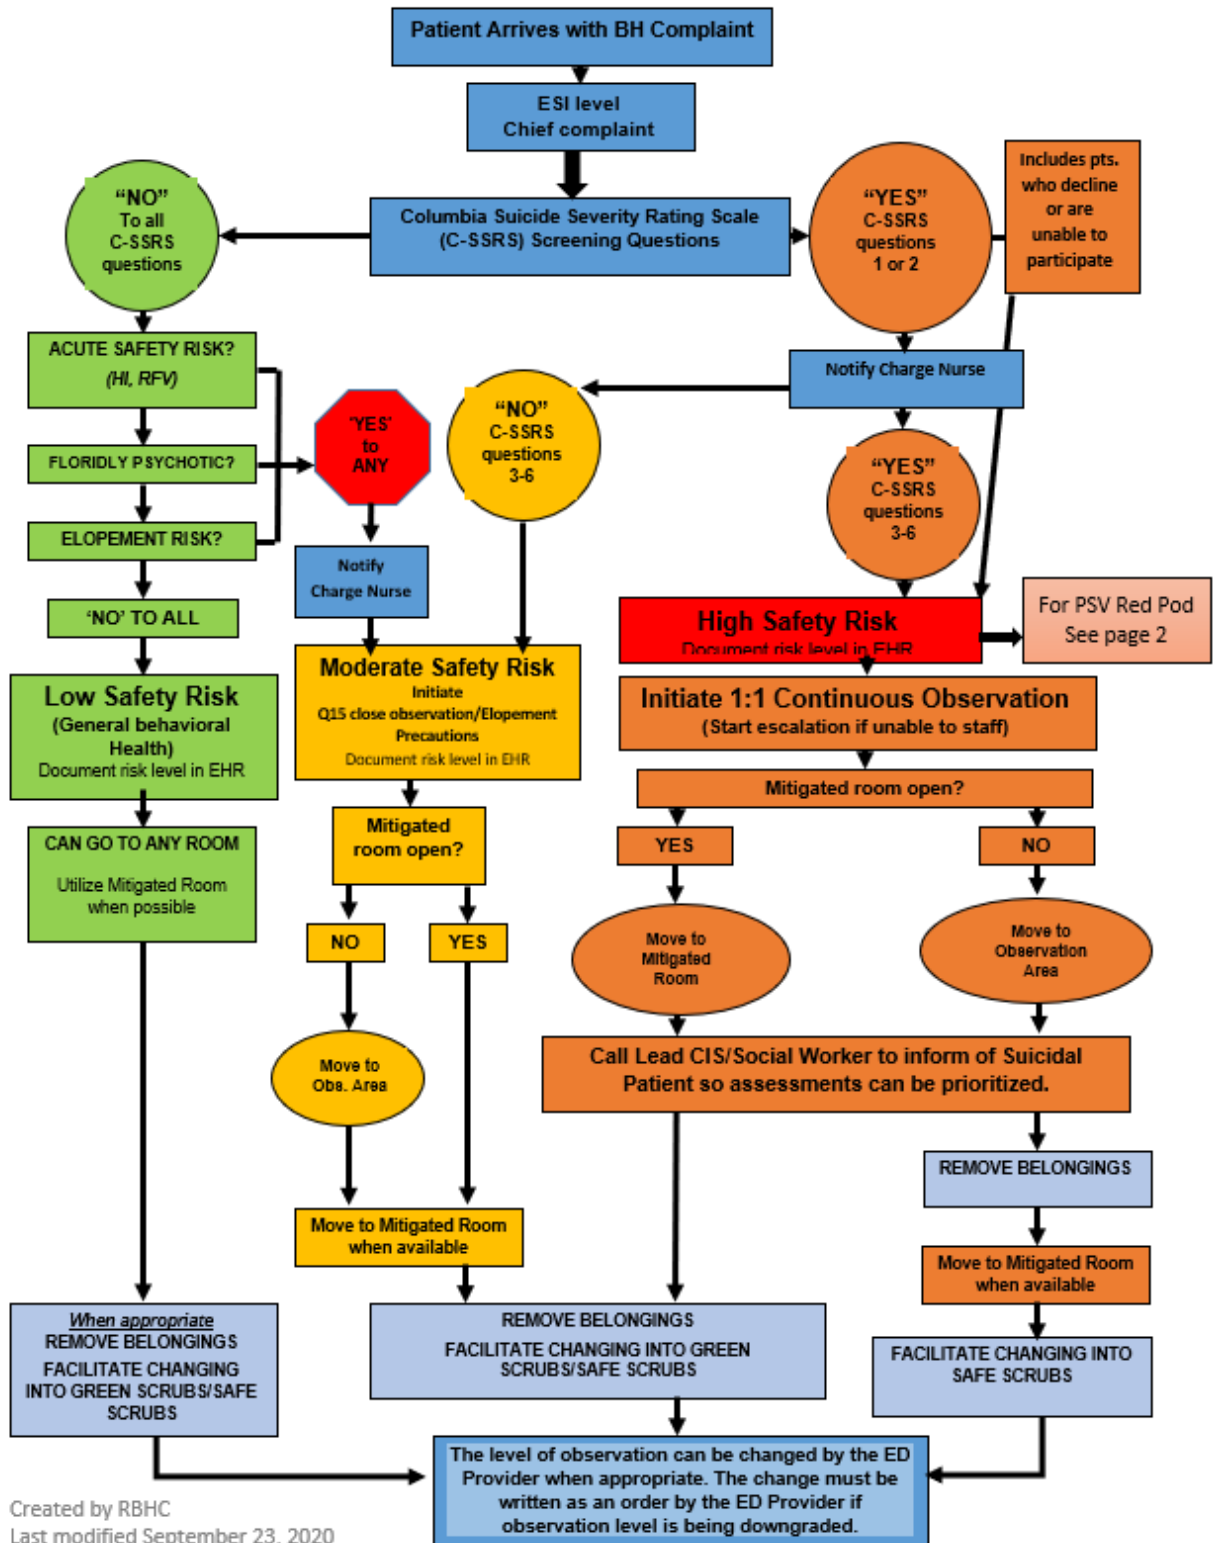 Patient Arrives with BH Complaint
ESI level
Chief complaint
Columbia Suicide Severity Rating Scale
(C-SSRS) Screening Questions
“NO”
To all
C-SSRS
questions
“YES”
C-SSRS
questions
1 or 2
Includes pts.
who decline
or are
unable to
participate
ACUTE SAFETY RISK?
(HI, RFV)
FLORIDLY PSYCHOTIC?
ELOPEMENT RISK?
‘NO’ TO ALL
Low Safety Risk
(General behavioral
Health)
Document risk level in EHR
CAN GO TO ANY ROOM
Utilize Mitigated Room
when possible
When appropriate
REMOVE BELONGINGS
FACILITATE CHANGING
INTO GREEN SCRUBS/SAFE
SCRUBS
'YES'
to
ANY
Notify
Charge Nurse
“NO”
C-SSRS
questions
3-6
Moderate Safety Risk
Initiate
Q15 close observation/Elopement
Precautions
Document risk level in EHR
Mitigated
room open?
NO
YES
Move to
Obs. Area
Move to Mitigated Room
when available
Notify Charge Nurse
“YES”
C-SSRS
questions
3-6
High Safety Risk
Document risk level in EHR
For PSV Red Pod
See page 2
Initiate 1:1 Continuous Observation
(Start escalation if unable to staff)
Mitigated room open?
YES
NO
Move to
Mitigated
Room
Move to
Observation
Area
Call Lead CIS/Social Worker to inform of Suicidal
Patient so assessments can be prioritized.
REMOVE BELONGINGS
FACILITATE CHANGING INTO GREEN
SCRUBS/SAFE SCRUBS
REMOVE BELONGINGS
Move to Mitigated Room
when available
FACILITATE CHANGING INTO
SAFE SCRUBS
The level of observation can be changed by the ED
Provider when appropriate. The change must be
written as an order by the ED Provider if
observation level is being downgraded.
Created by RBHC
Last modified September 23, 2020